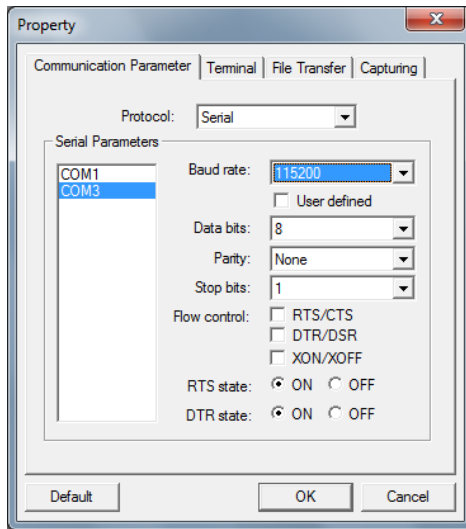 Property
Communication Parameter Terminal File Transfer Capturing
Protocol: Serial
Serial Parameters
COM1
COM3
Baud rate: 115200
User defined
Data bits: 8
Parity: None
Stop bits: 1
Flow control: RTS/CTS
DTR/DSR
XON/XOFF
RTS state: ON OFF
DTR state: ON OFF
Default OK Cancel